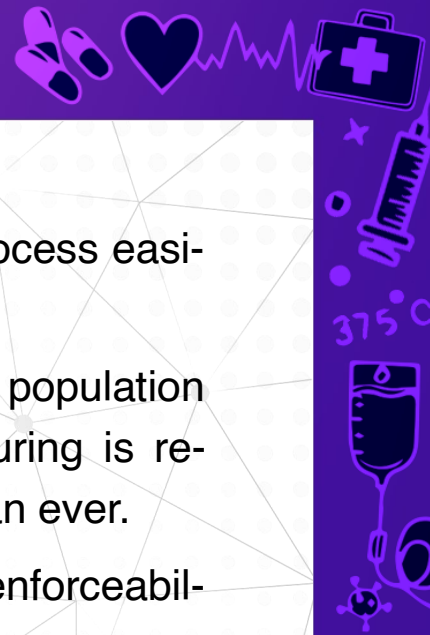 ocess easi-
population
uring is re-
n ever.
enforceabil-
375